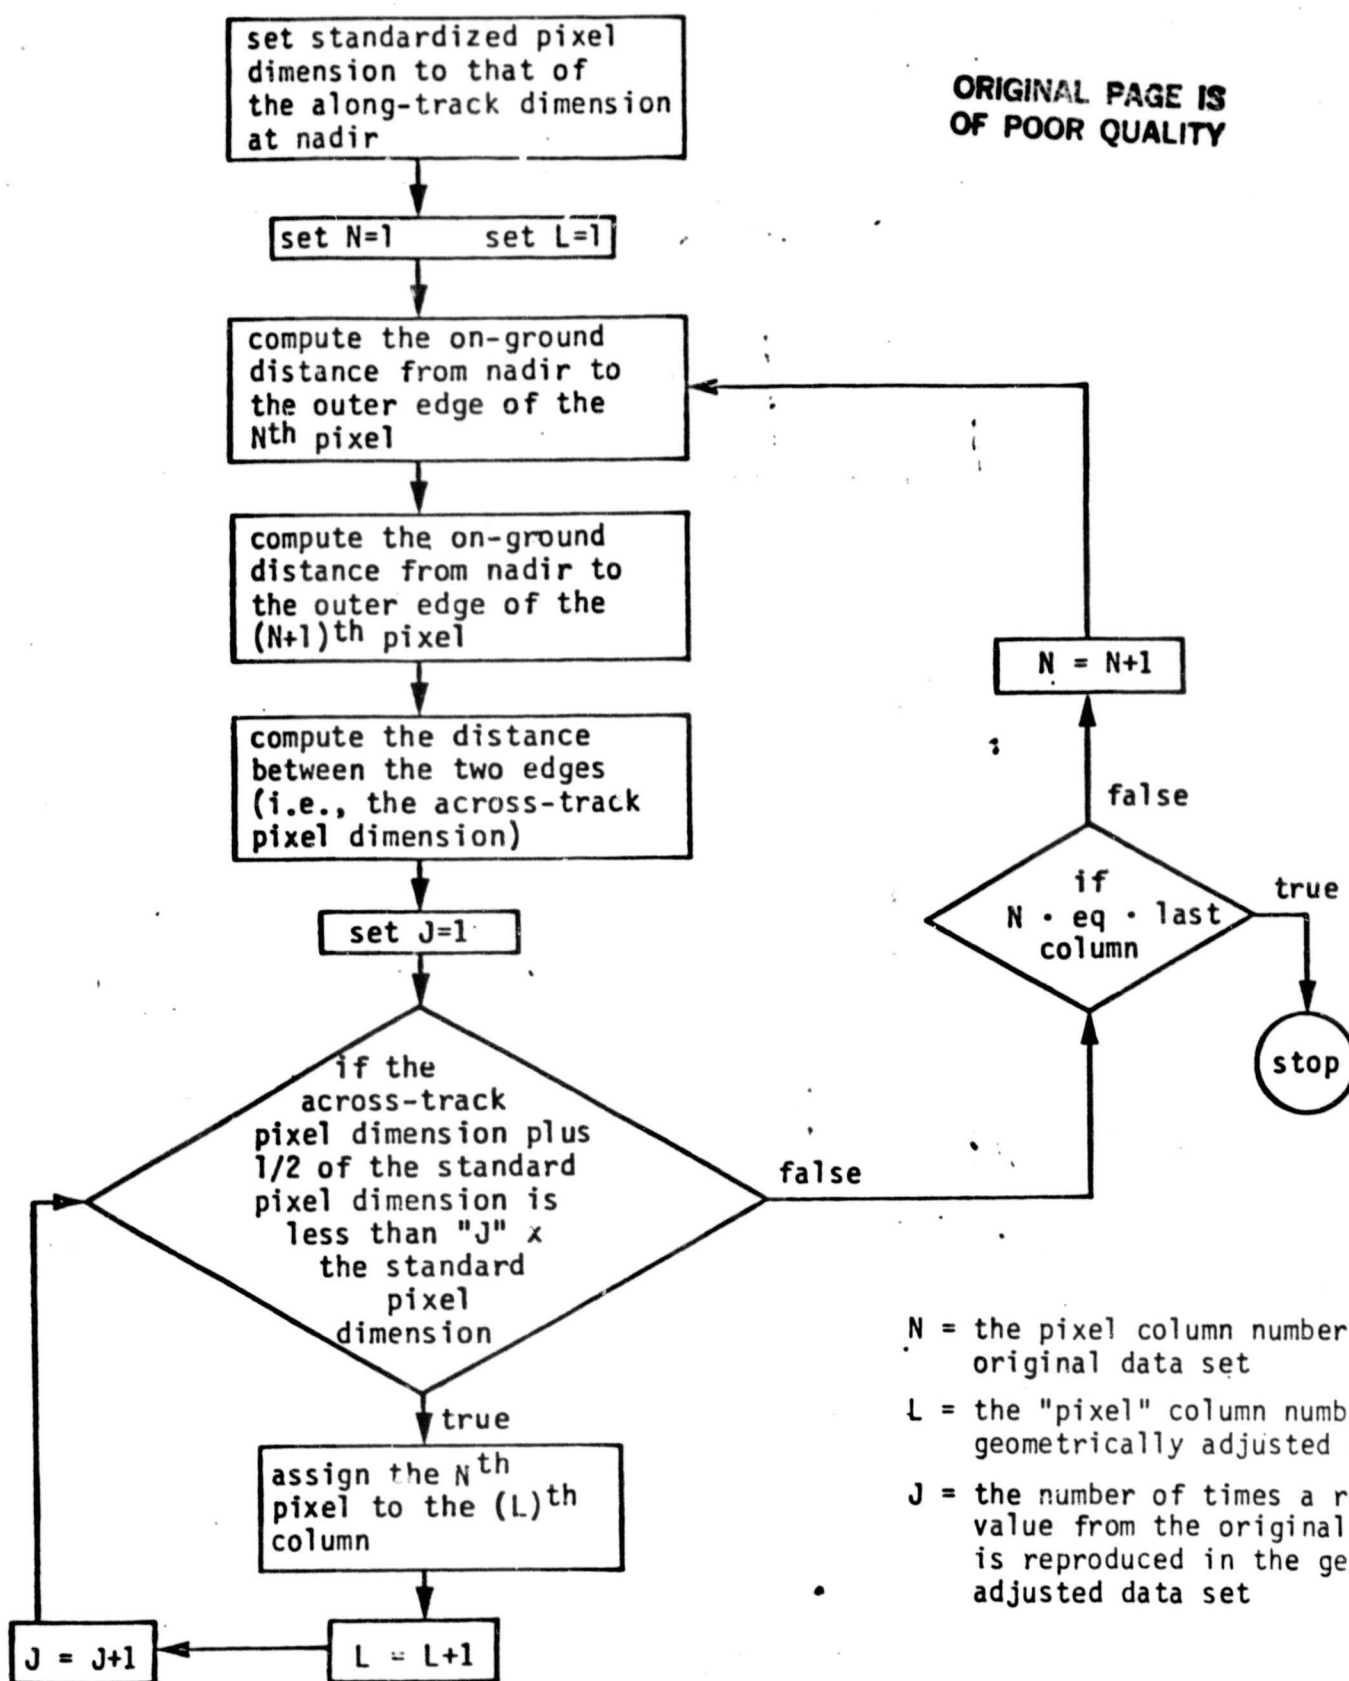 set standardized pixel
dimension to that of
the along-track dimension
at nadir
ORIGINAL PAGE IS
OF POOR QUALITY
set N=1 set L=1
compute the on-ground
distance from nadir to
the outer edge of the
Nth pixel
compute the on-ground
distance from nadir to
the outer edge of the
(N+1)th pixel
compute the distance
between the two edges
(i.e., the across-track
pixel dimension)
set J=1
if the
across-track
pixel dimension plus
1/2 of the standard
pixel dimension is
less than "J" x
the standard
pixel
dimension
false
true
assign the Nth
pixel to the (L)th
column
L = L+1
J = J+1
N = N+1
false
if
N · eq · last
column
true
stop
N = the pixel column number
original data set
L = the "pixel" column numb
geometrically adjusted
J = the number of times a r
value from the original
is reproduced in the ge
adjusted data set